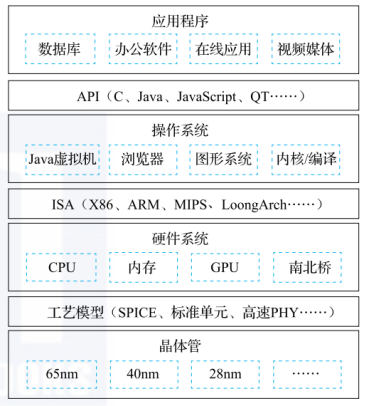 应用程序
数据库 办公软件 在线应用 视频媒体
API（C、Java、JavaScript、QT……）
操作系统
Java虚拟机 浏览器 图形系统 内核/编译
ISA（X86、ARM、MIPS、LoongArch……）
硬件系统
CPU 内存 GPU 南北桥
工艺模型（SPICE、标准单元、高速PHY……）
晶体管
65nm 40nm 28nm ……